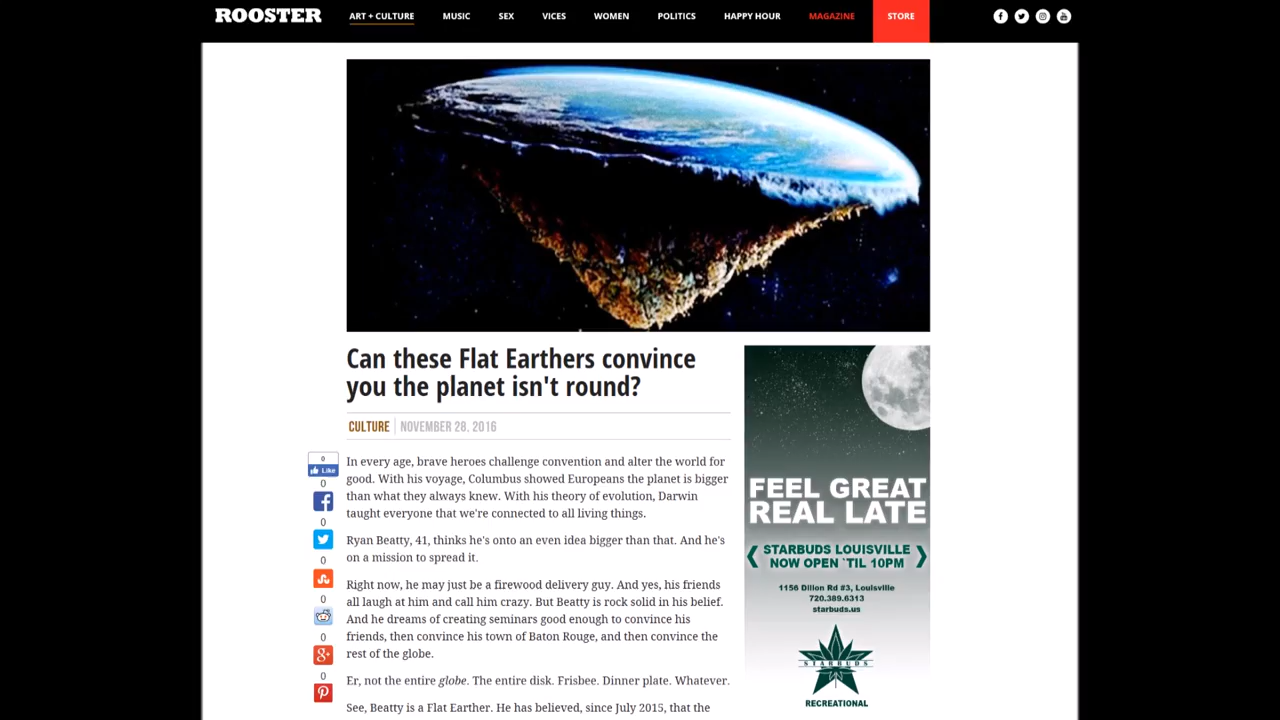 ROOSTER
ART + CULTURE MUSIC SEX VICES WOMEN POLITICS HAPPY HOUR MAGAZINE STORE
Can these Flat Earthers convince
you the planet isn't round?
CULTURE NOVEMBER 28, 2016
0
Like
0
0
0
0
0
0
In every age, brave heroes challenge convention and alter the world for
good. With his voyage, Columbus showed Europeans the planet is bigger
than what they always knew. With his theory of evolution, Darwin
taught everyone that we're connected to all living things.
Ryan Beatty, 41, thinks he's onto an even idea bigger than that. And he's
on a mission to spread it.
Right now, he may just be a firewood delivery guy. And yes, his friends
all laugh at him and call him crazy. But Beatty is rock solid in his belief.
And he dreams of creating seminars good enough to convince his
friends, then convince his town of Baton Rouge, and then convince the
rest of the globe.
Er, not the entire globe. The entire disk. Frisbee. Dinner plate. Whatever.
See, Beatty is a Flat Earther. He has believed, since July 2015, that the
FEEL GREAT
REAL LATE
STARBUDS LOUISVILLE
NOW OPEN `TIL 10PM
1156 Dillon Rd #3, Louisville
720.389.6313
starbuds.us
STARBUDS
RECREATIONAL